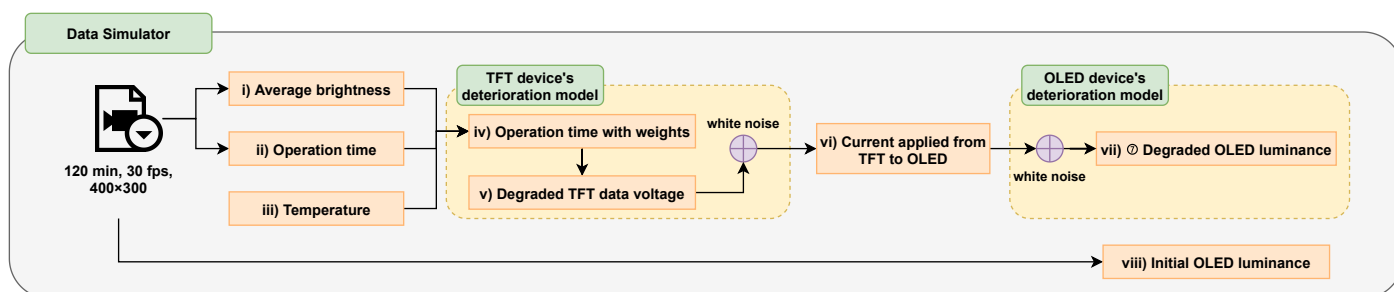 Data Simulator
120 min, 30 fps,
400×300
i) Average brightness
ii) Operation time
iii) Temperature
TFT device's
deterioration model
iv) Operation time with weights
v) Degraded TFT data voltage
white noise
vi) Current applied from
TFT to OLED
OLED device's
deterioration model
white noise
vii) ⑦ Degraded OLED luminance
viii) Initial OLED luminance